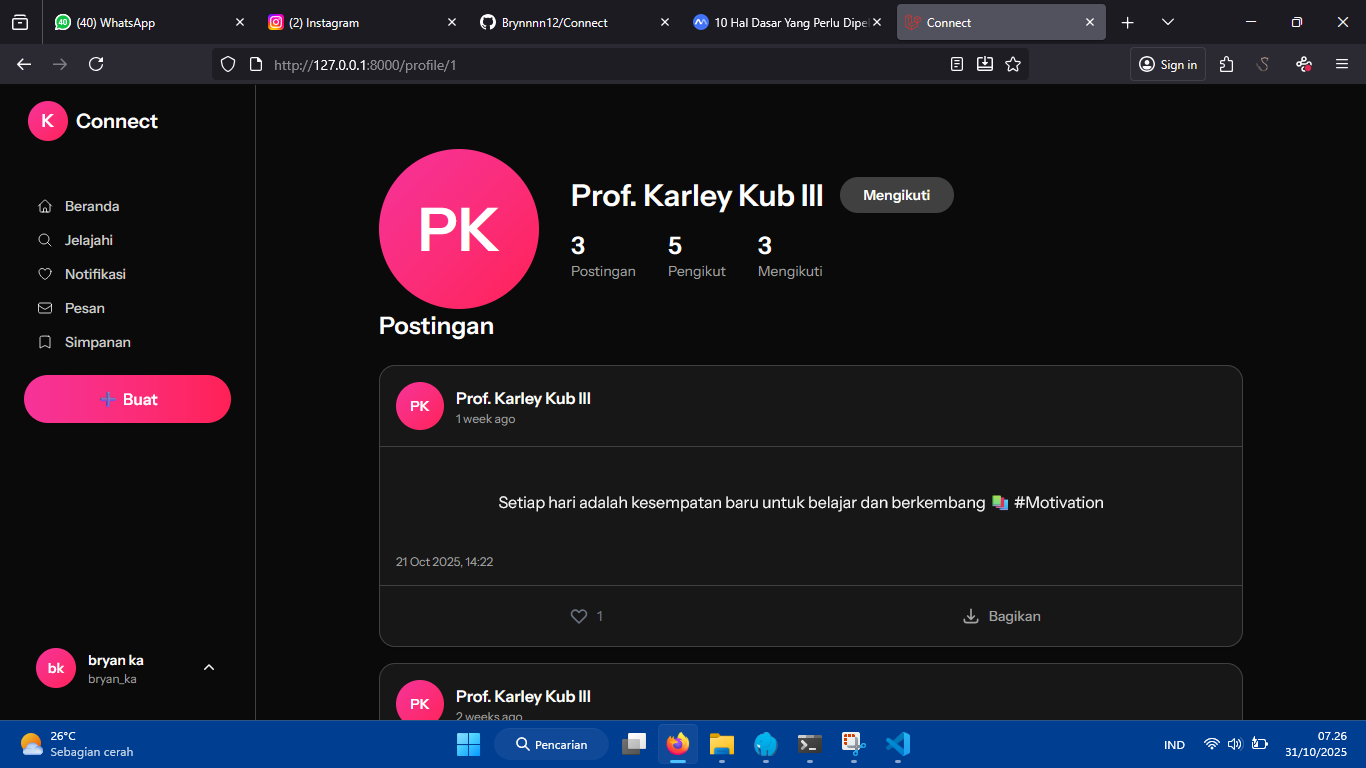 (40) WhatsApp
(2) Instagram
Brynnnn12/Connect
10 Hal Dasar Yang Perlu Dipe
Connect
http://127.0.0.1:8000/profile/1
Sign in
K Connect
Beranda
Jelajahi
Notifikasi
Pesan
Simpanan
Buat
bk
bryan ka
bryan_ka
PK
Prof. Karley Kub III
Mengikuti
3 5 3
Postingan Pengikut Mengikuti
Postingan
PK
Prof. Karley Kub III
1 week ago
Setiap hari adalah kesempatan baru untuk belajar dan berkembang 📚 #Motivation
21 Oct 2025, 14:22
1
Bagikan
PK
Prof. Karley Kub III
2 weeks ago
26°C
Sebagian cerah
Pencarian
IND
07.26
31/10/2025